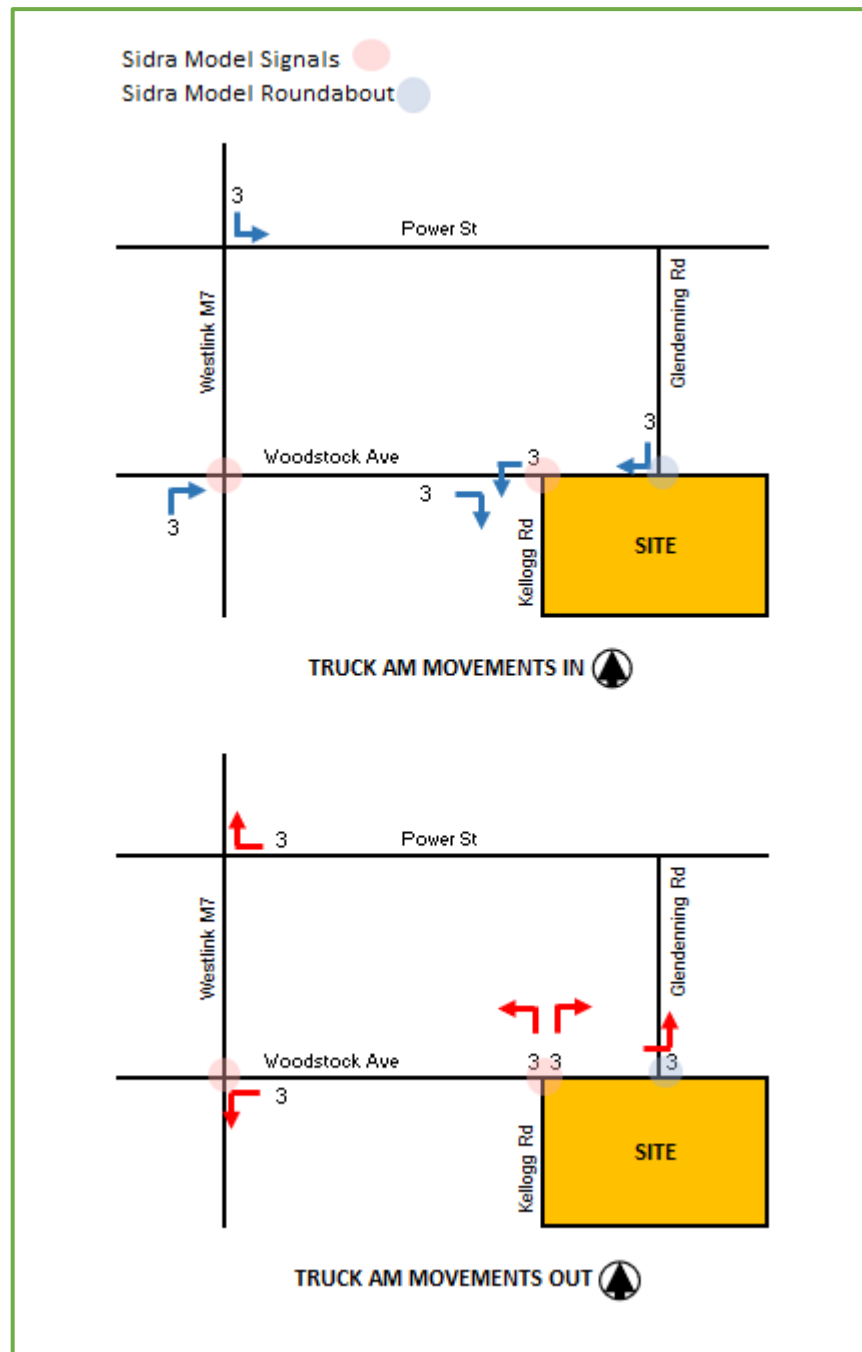 Sidra Model Signals
Sidra Model Roundabout
3
Power St
Westlink M7
Glendenning Rd
3
Woodstock Ave
3
3
3
Kellogg Rd
SITE
TRUCK AM MOVEMENTS IN
3
Power St
Westlink M7
Glendenning Rd
Woodstock Ave
3 3
3
3
Kellogg Rd
SITE
TRUCK AM MOVEMENTS OUT